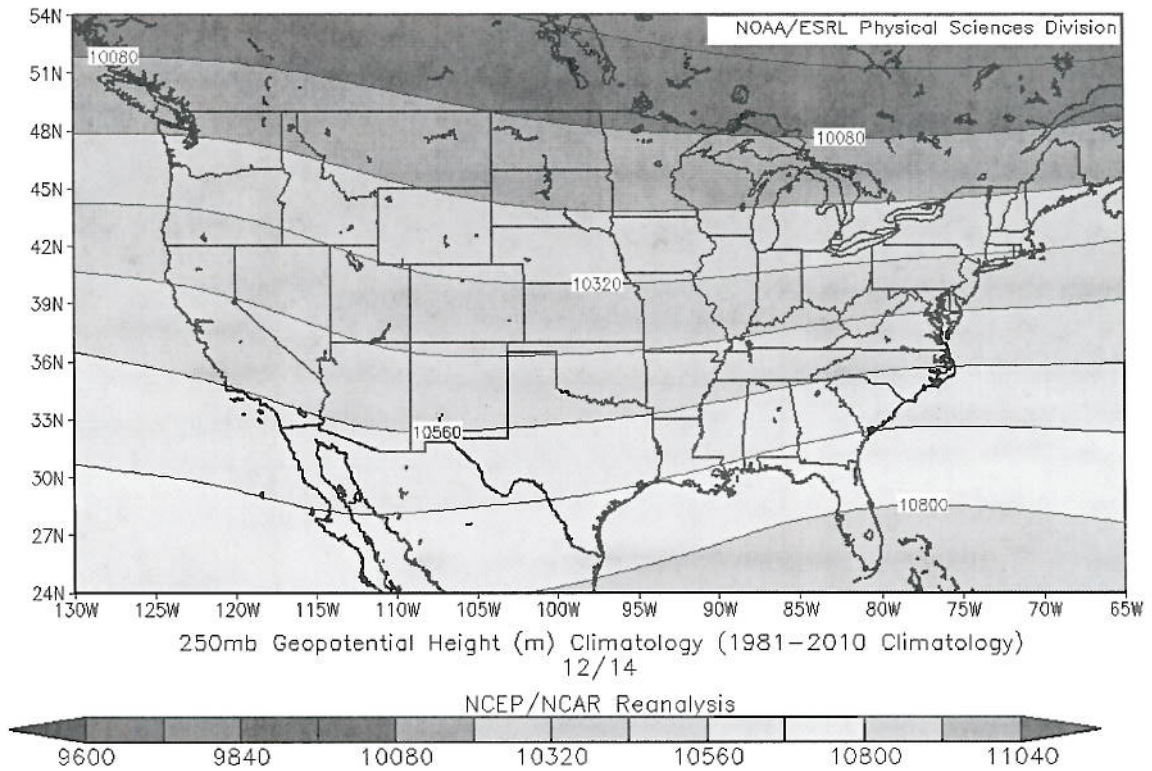 54N
NOAA/ESRL Physical Sciences Division
10080
51N
48N
10080
45N
42N
10320
39N
36N
33N
10560
30N
10800
27N
24N
130W 125W 120W 115W 110W 105W 100W 95W 90W 85W 80W 75W 70W 65W
250mb Geopotential Height (m) Climatology (1981−2010 Climatology)
12/14
NCEP/NCAR Reanalysis
9600 9840 10080 10320 10560 10800 11040